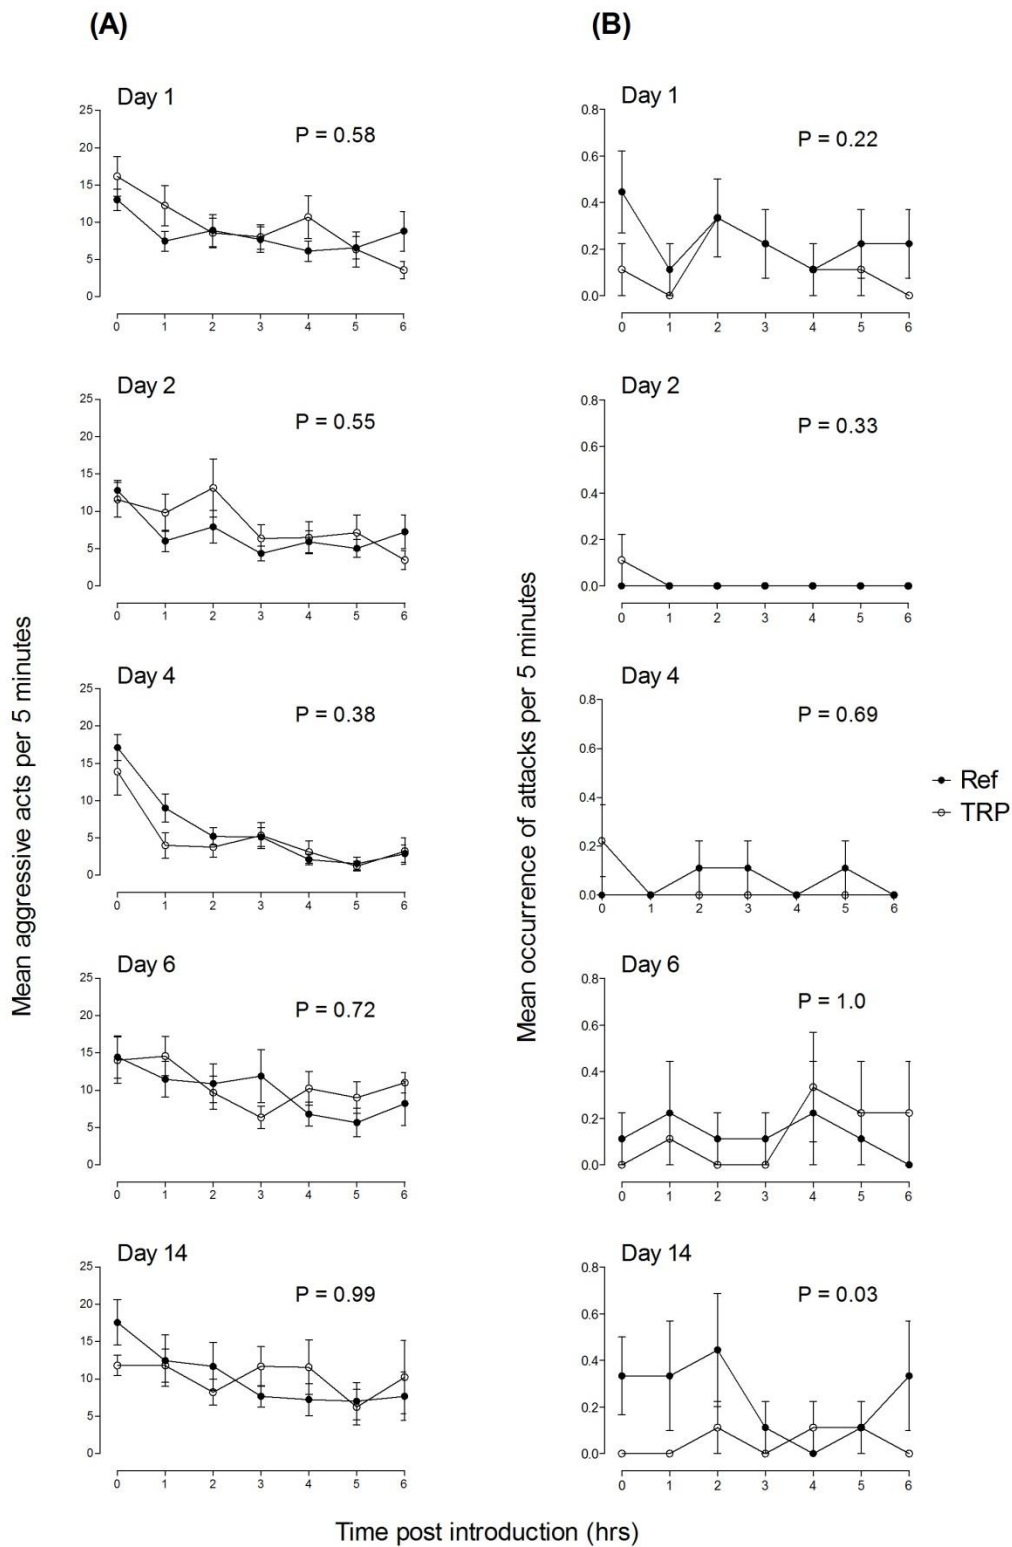 (A)
(B)
Mean aggressive acts per 5 minutes
Mean occurrence of attacks per 5 minutes
Day 1
P = 0.58
25
20
15
10
5
0
0 1 2 3 4 5 6
Day 1
P = 0.22
0.8
0.6
0.4
0.2
0.0
0 1 2 3 4 5 6
Day 2
P = 0.55
25
20
15
10
5
0
0 1 2 3 4 5 6
Day 2
P = 0.33
0.8
0.6
0.4
0.2
0.0
0 1 2 3 4 5 6
Day 4
P = 0.38
25
20
15
10
5
0
0 1 2 3 4 5 6
Day 4
P = 0.69
0.8
0.6
0.4
0.2
0.0
0 1 2 3 4 5 6
Ref
TRP
Day 6
P = 0.72
25
20
15
10
5
0
0 1 2 3 4 5 6
Day 6
P = 1.0
0.8
0.6
0.4
0.2
0.0
0 1 2 3 4 5 6
Day 14
P = 0.99
25
20
15
10
5
0
0 1 2 3 4 5 6
Day 14
P = 0.03
0.8
0.6
0.4
0.2
0.0
0 1 2 3 4 5 6
Time post introduction (hrs)